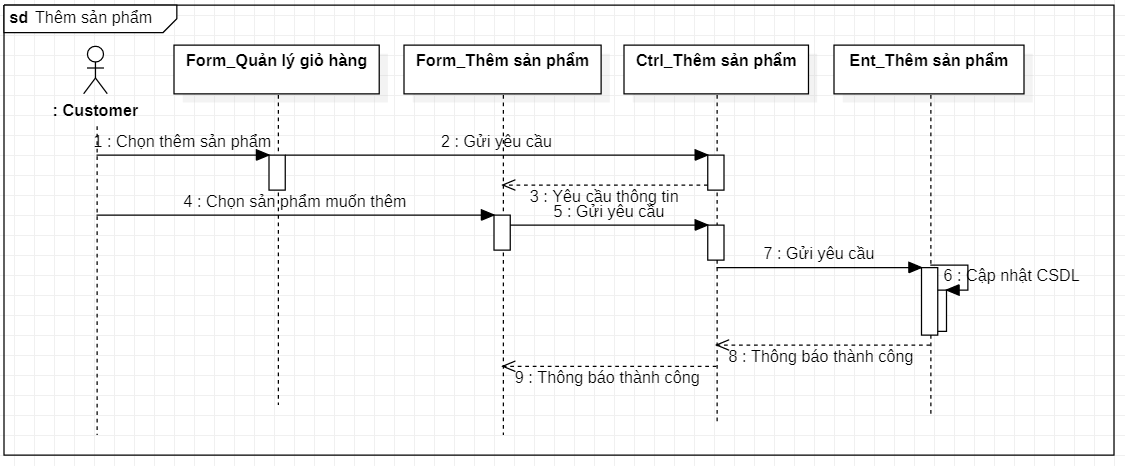 sd Thêm sản phẩm
Form_Quản lý giỏ hàng
Form_Thêm sản phẩm
Ctrl_Thêm sản phẩm
Ent_Thêm sản phẩm
: Customer
1 : Chọn thêm sản phẩm
2 : Gửi yêu cầu
3 : Yêu cầu thông tin
4 : Chọn sản phẩm muốn thêm
5 : Gửi yêu cầu
7 : Gửi yêu cầu
6 : Cập nhật CSDL
8 : Thông báo thành công
9 : Thông báo thành công